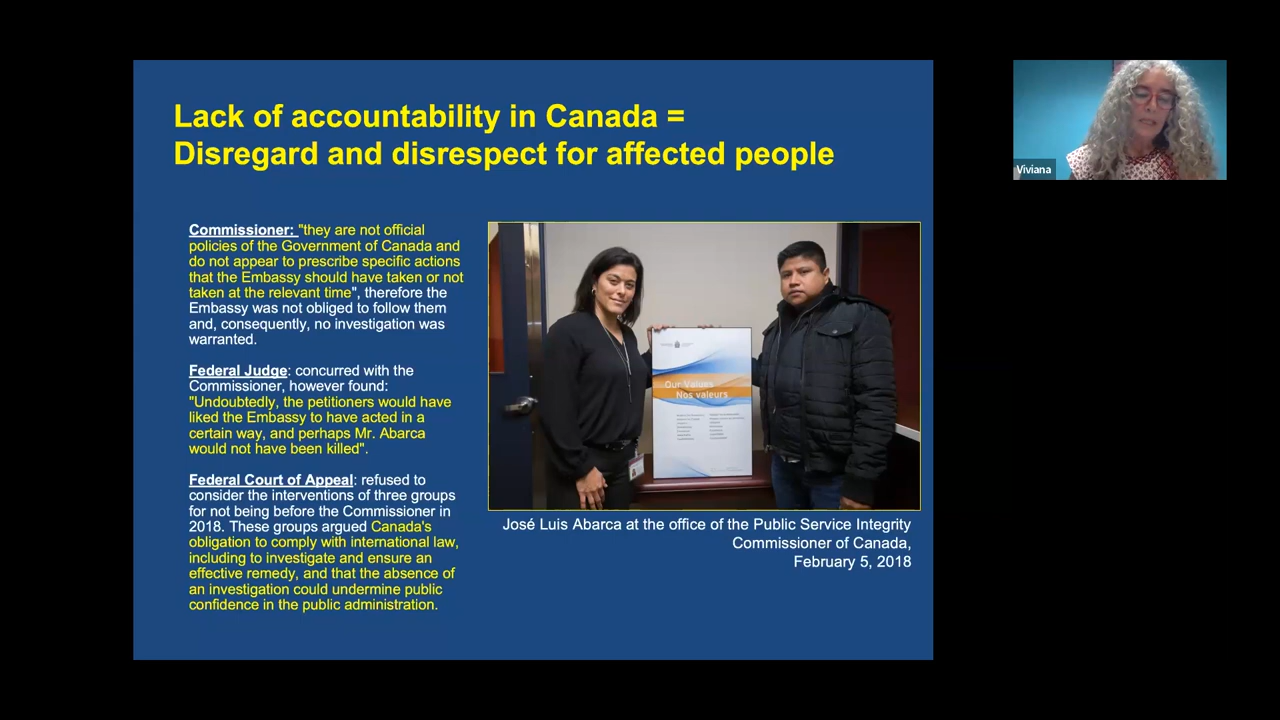 Lack of accountability in Canada =
Disregard and disrespect for affected people
Commissioner: "they are not official
policies of the Government of Canada and
do not appear to prescribe specific actions
that the Embassy should have taken or not
taken at the relevant time", therefore the
Embassy was not obliged to follow them
and, consequently, no investigation was
warranted.
Federal Judge: concurred with the
Commissioner, however found:
"Undoubtedly, the petitioners would have
liked the Embassy to have acted in a
certain way, and perhaps Mr. Abarca
would not have been killed".
Federal Court of Appeal: refused to
consider the interventions of three groups
for not being before the Commissioner in
2018. These groups argued Canada's
obligation to comply with international law,
including to investigate and ensure an
effective remedy, and that the absence of
an investigation could undermine public
confidence in the public administration.
Our Values
Nos valeurs
José Luis Abarca at the office of the Public Service Integrity
Commissioner of Canada,
February 5, 2018
Viviana